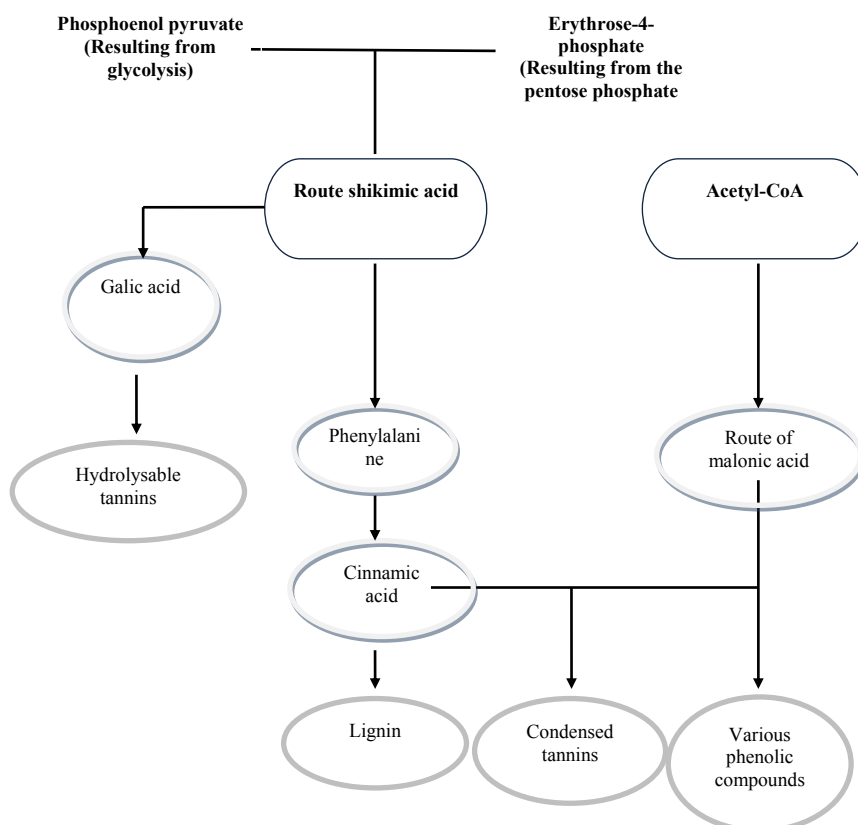 Phosphoenol pyruvate
(Resulting from
glycolysis)
Erythrose-4-
phosphate
(Resulting from the
pentose phosphate
Route shikimic acid
Acetyl-CoA
Galic acid
Phenylalani
ne
Route of
malonic acid
Hydrolysable
tannins
Cinnamic
acid
Lignin
Condensed
tannins
Various
phenolic
compounds